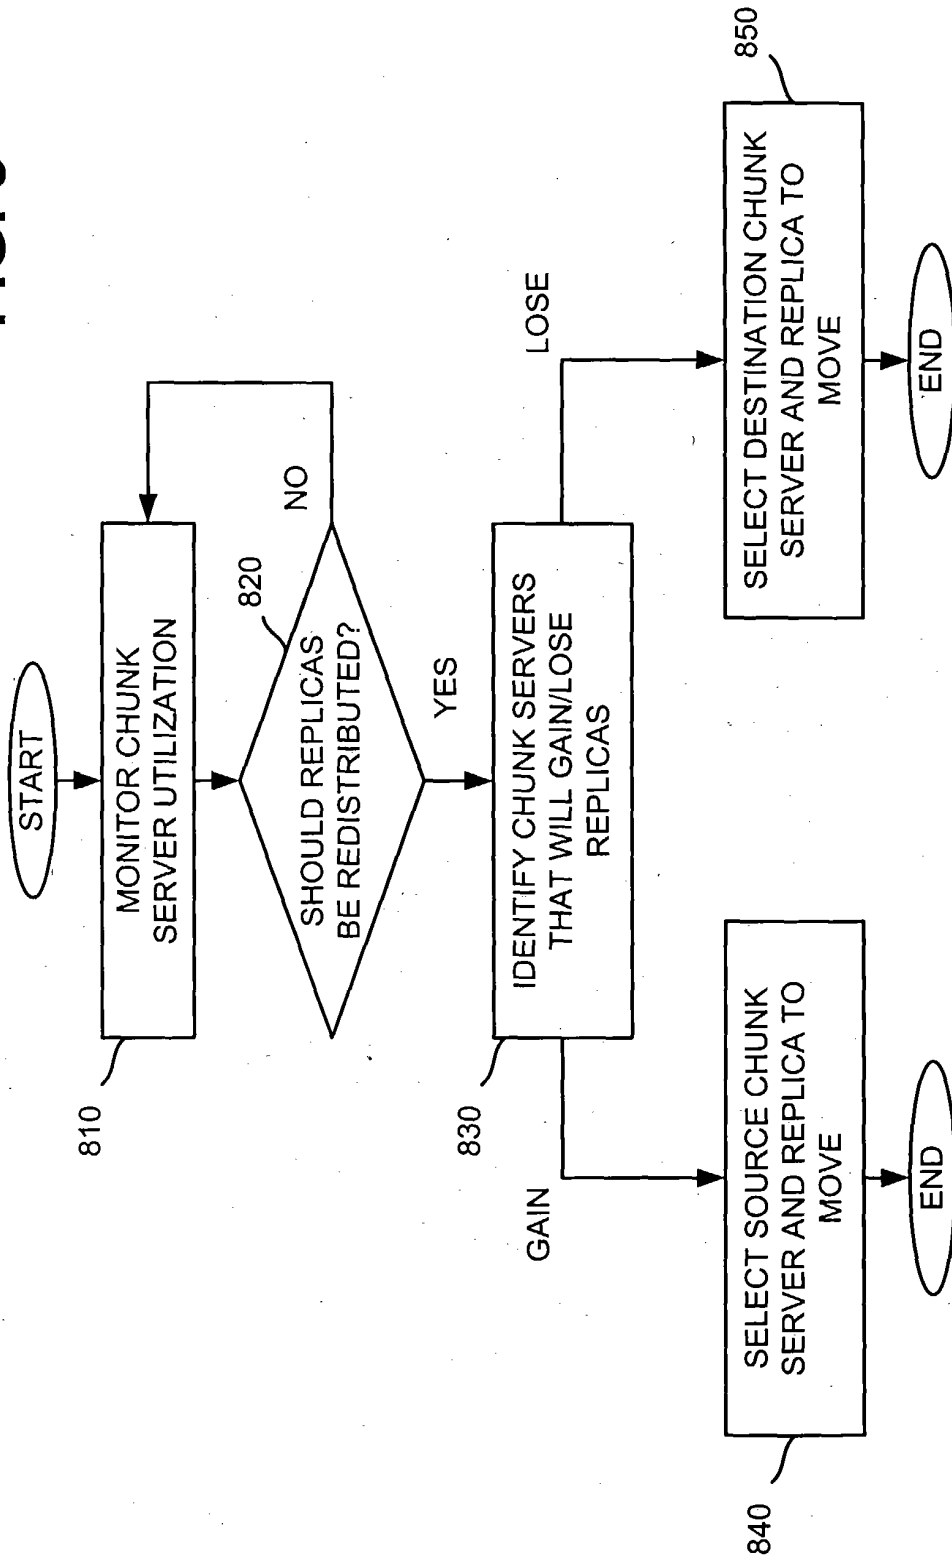 START
MONITOR CHUNK
SERVER UTILIZATION
810
SHOULD REPLICAS
BE REDISTRIBUTED?
820
NO
YES
IDENTIFY CHUNK SERVERS
THAT WILL GAIN/LOSE
REPLICAS
830
GAIN
LOSE
SELECT SOURCE CHUNK
SERVER AND REPLICA TO
MOVE
840
SELECT DESTINATION CHUNK
SERVER AND REPLICA TO
MOVE
850
END
END